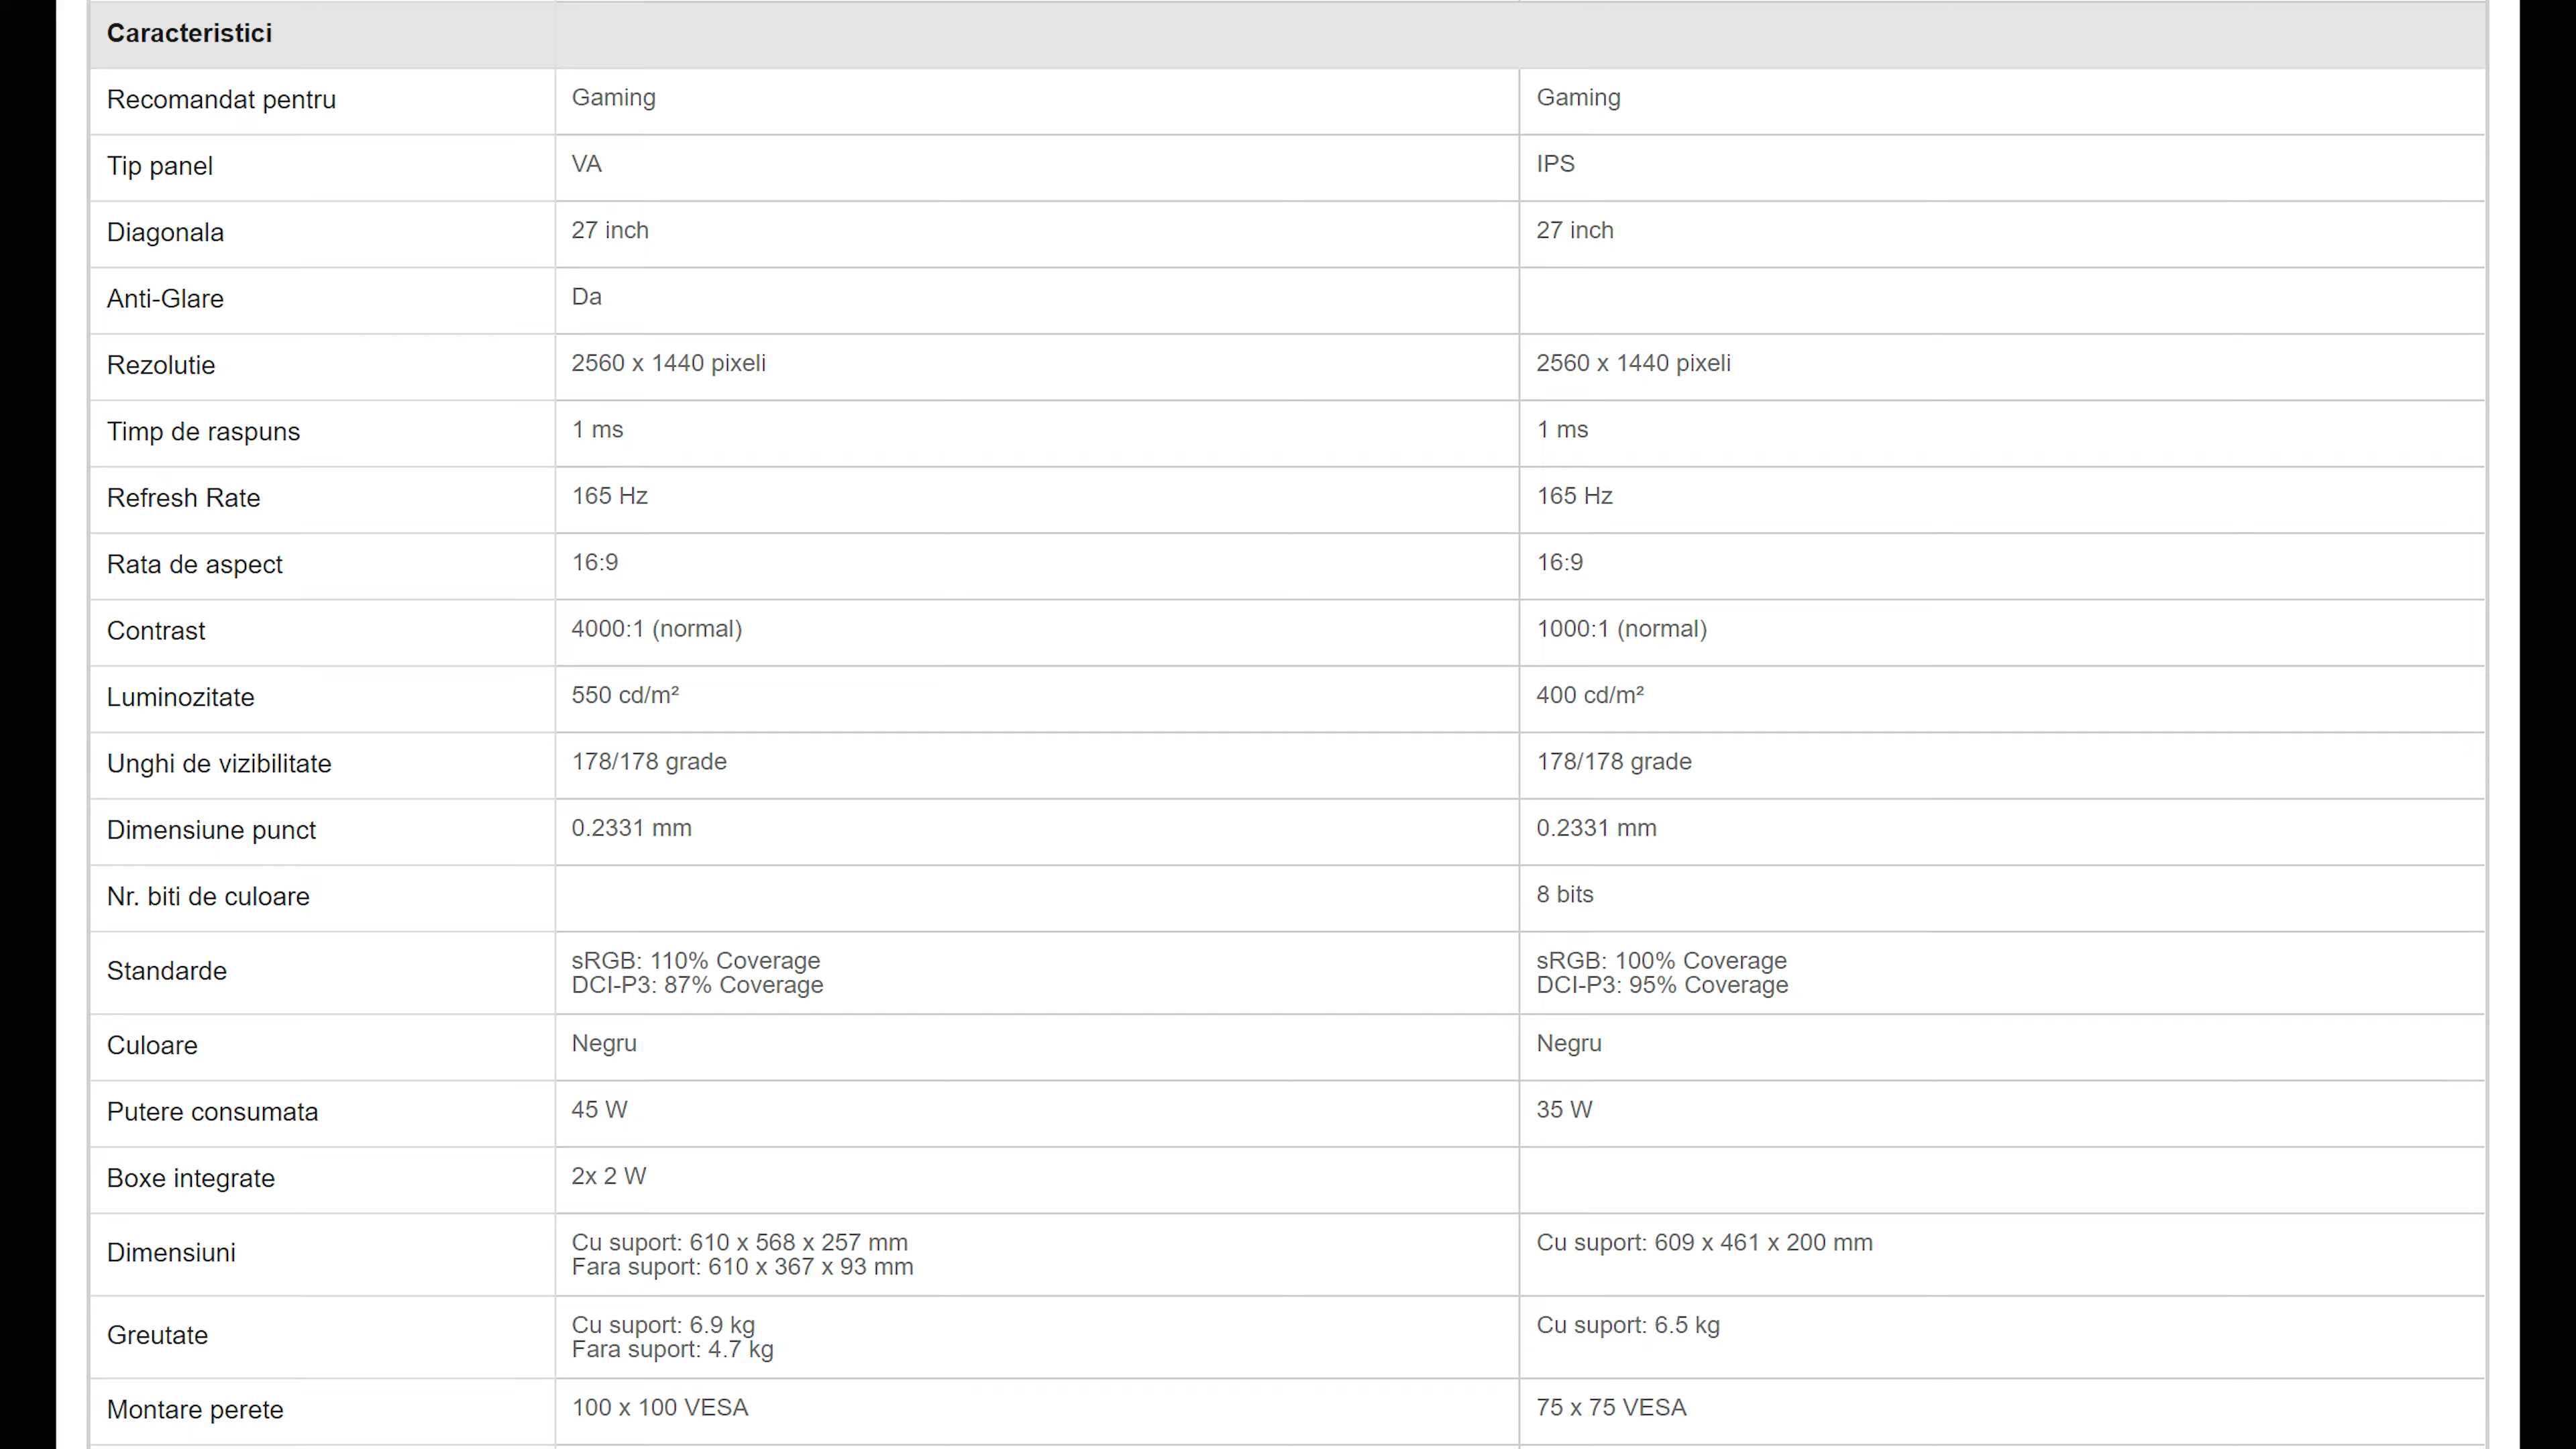 Caracteristici
Recomandat pentru Gaming Gaming
Tip panel VA IPS
Diagonala 27 inch 27 inch
Anti-Glare Da
Rezolutie 2560 x 1440 pixeli 2560 x 1440 pixeli
Timp de raspuns 1 ms 1 ms
Refresh Rate 165 Hz 165 Hz
Rata de aspect 16:9 16:9
Contrast 4000:1 (normal) 1000:1 (normal)
Luminozitate 550 cd/m² 400 cd/m²
Unghi de vizibilitate 178/178 grade 178/178 grade
Dimensiune punct 0.2331 mm 0.2331 mm
Nr. biti de culoare 8 bits
Standarde sRGB: 110% Coverage sRGB: 100% Coverage
DCI-P3: 87% Coverage DCI-P3: 95% Coverage
Culoare Negru Negru
Putere consumata 45 W 35 W
Boxe integrate 2x 2 W
Dimensiuni Cu suport: 610 x 568 x 257 mm Cu suport: 609 x 461 x 200 mm
Fara suport: 610 x 367 x 93 mm
Greutate Cu suport: 6.9 kg Cu suport: 6.5 kg
Fara suport: 4.7 kg
Montare perete 100 x 100 VESA 75 x 75 VESA